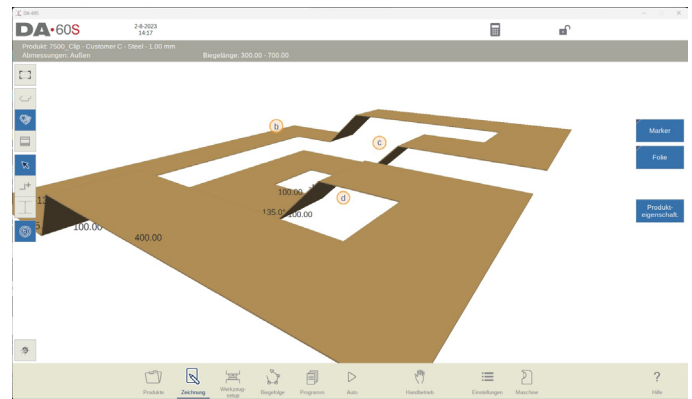 Da-60S
DA•60S
2-8-2023
14:17
Produkt 7500_Clip - Customer C - Steel - 1.00 mm
Abmessungen: Außen
Biegelänge: 300.00 - 700.00
b
c
d
Marker
Folie
Produkt-
eigenschaft.
100.00
135.0°
100.00
100.00
400.00
Produkte
Zeichnung
Werkzeug-
Biegefolge
Programm
Auto
Handbetrieb
Einstellungen
Maschine
Hilfe